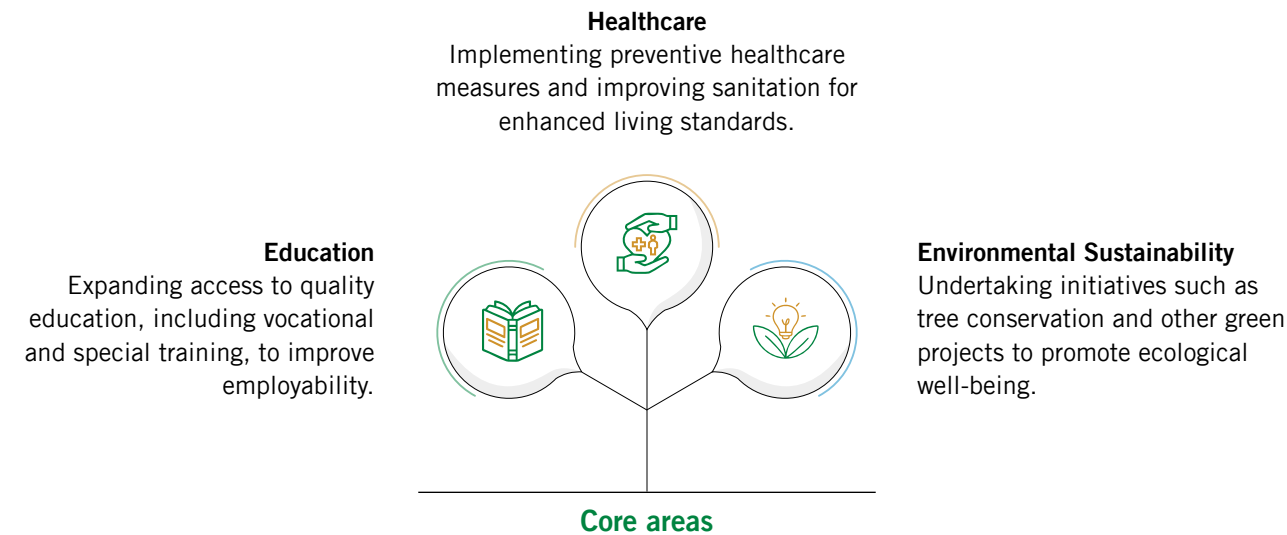 Healthcare
Implementing preventive healthcare
measures and improving sanitation for
enhanced living standards.
Education
Expanding access to quality
education, including vocational
and special training, to improve
employability.
Environmental Sustainability
Undertaking initiatives such as
tree conservation and other green
projects to promote ecological
well-being.
Core areas